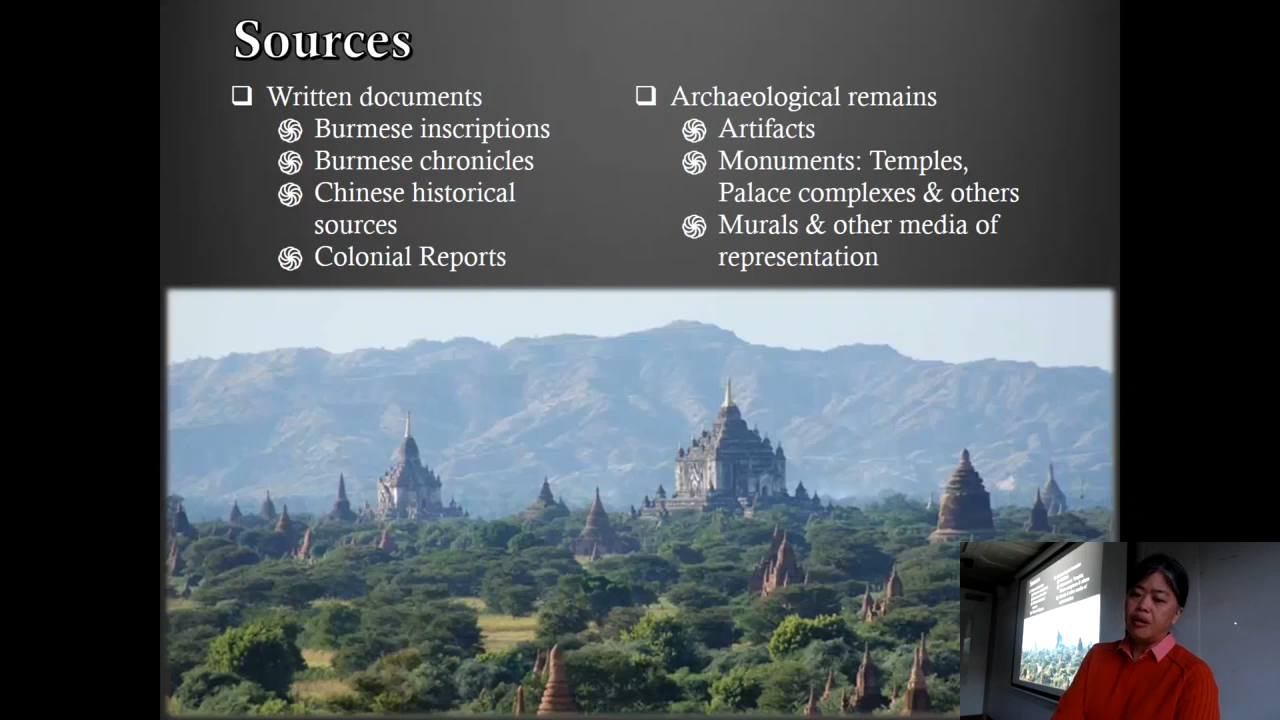 Sources
Written documents
Burmese inscriptions
Burmese chronicles
Chinese historical
sources
Colonial Reports
Archaeological remains
Artifacts
Monuments: Temples,
Palace complexes & others
Murals & other media of
representation